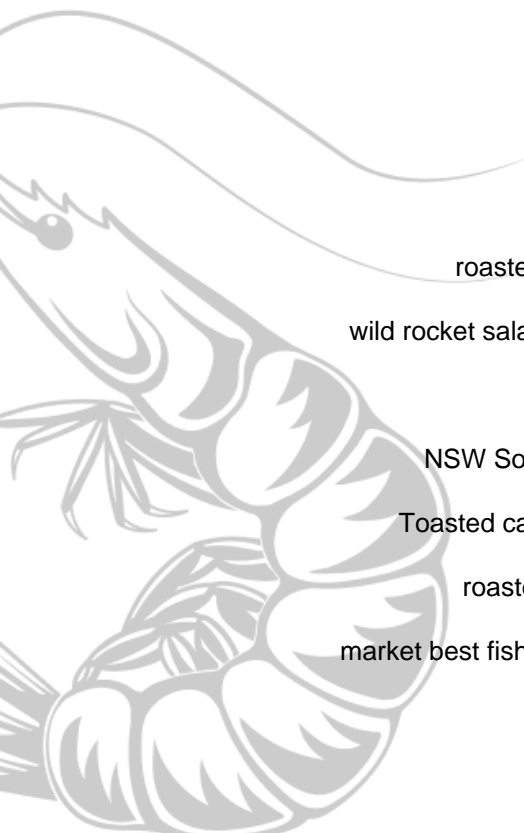 roaste
wild rocket sala
NSW So
Toasted ca
roaste
market best fish